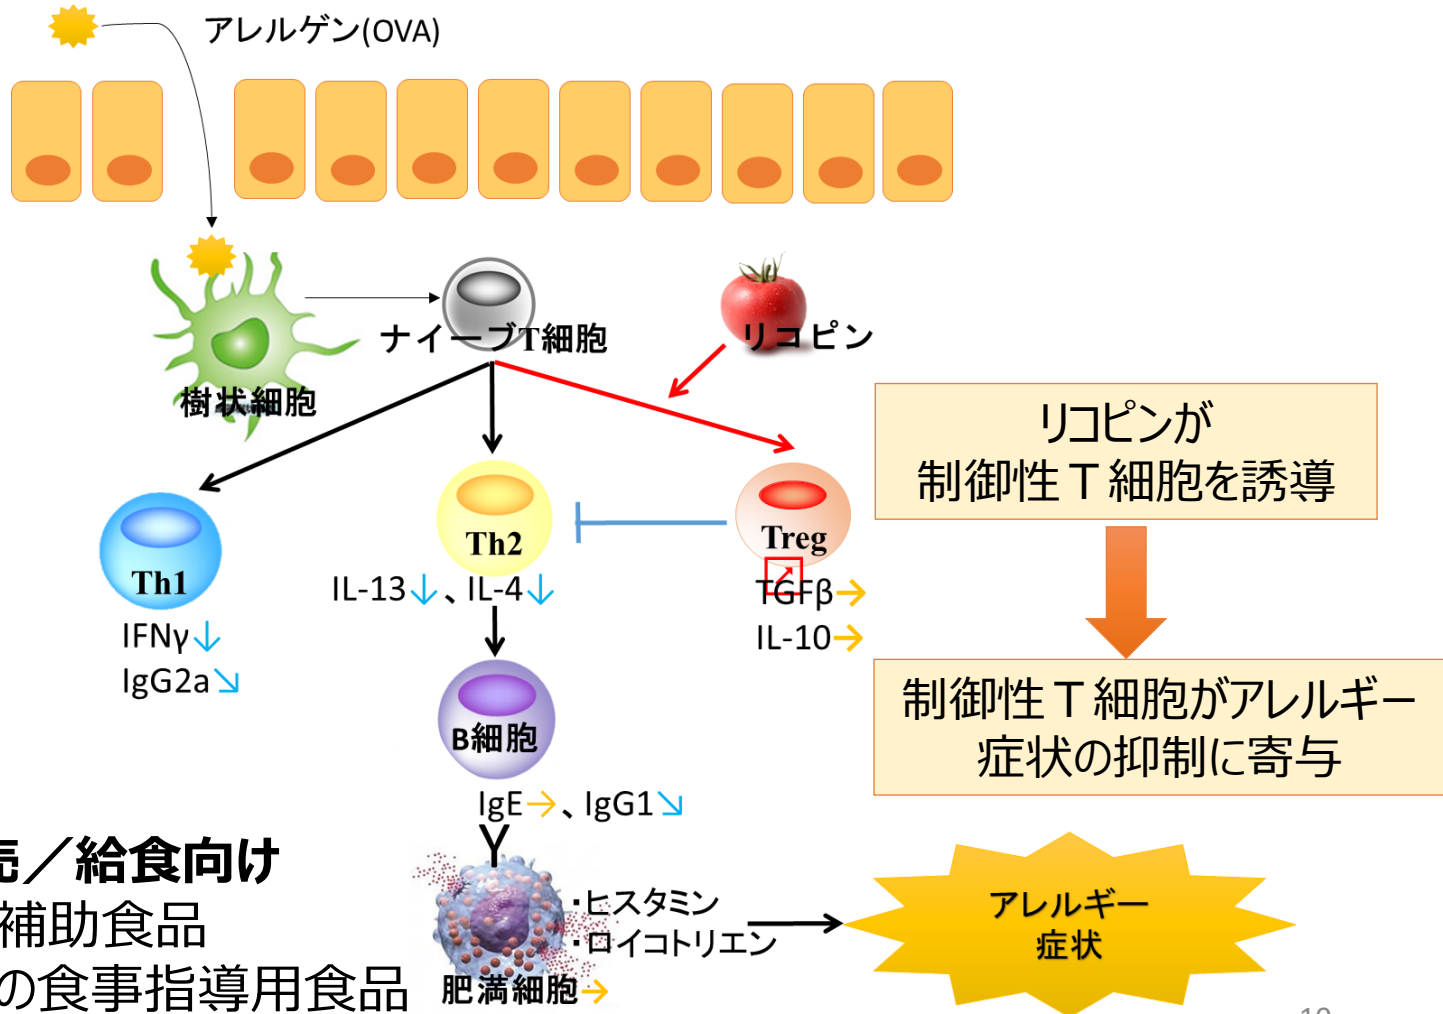 アレルゲン(OVA)
ナイーブT細胞
リコピン
樹状細胞
リコピンが
制御性T細胞を誘導
Th1
Th2
Treg
IL-13↓、IL-4↓
TGFβ→
IFNγ↓
IL-10→
IgG2a↘
制御性T細胞がアレルギー
症状の抑制に寄与
B細胞
IgE→、IgG1↘
／給食向け
補助食品
の食事指導用食品
・ヒスタミン
・ロイコトリエン
肥満細胞→
アレルギー
症状